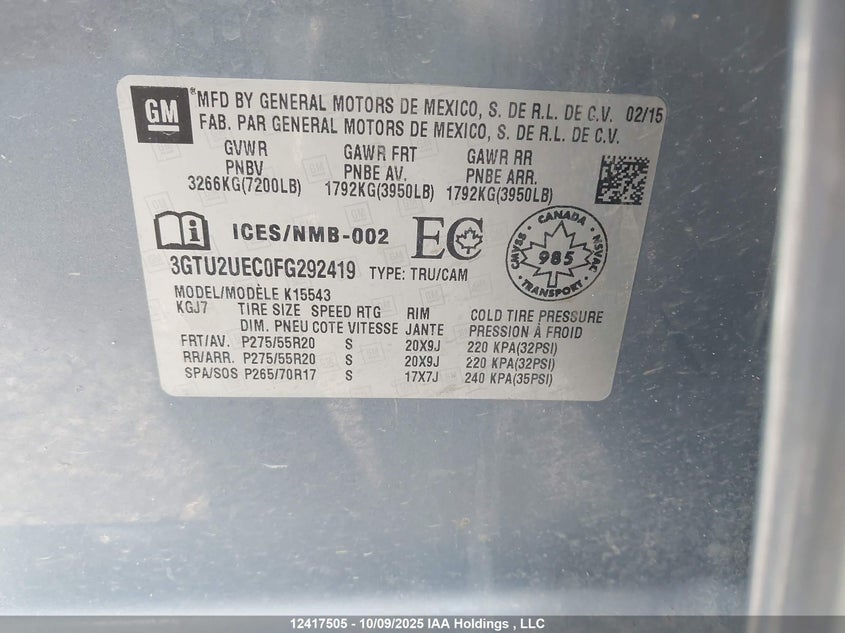 GM
MFD BY GENERAL MOTORS DE MEXICO, S. DE R.L. DE C.V. 02/15
FAB. PAR GENERAL MOTORS DE MEXICO, S. DE R.L. DE C.V.
GVWR GAWR FRT GAWR RR
PNBV PNBE AV. PNBE ARR.
3266KG(7200LB) 1792KG(3950LB) 1792KG(3950LB)
ICES/NMB-002 EC
CMVSS - CANADA - NSVAC - TRANSPORT -
985
3GTU2UEC0FG292419 TYPE: TRU/CAM
MODEL/MODÈLE K15543
KGJ7 TIRE SIZE SPEED RTG RIM COLD TIRE PRESSURE
DIM. PNEU COTE VITESSE JANTE PRESSION À FROID
FRT/AV. P275/55R20 S 20X9J 220 KPA(32PSI)
RR/ARR. P275/55R20 S 20X9J 220 KPA(32PSI)
SPA/SOS P265/70R17 S 17X7J 240 KPA(35PSI)
12417505 - 10/09/2025 IAA Holdings , LLC